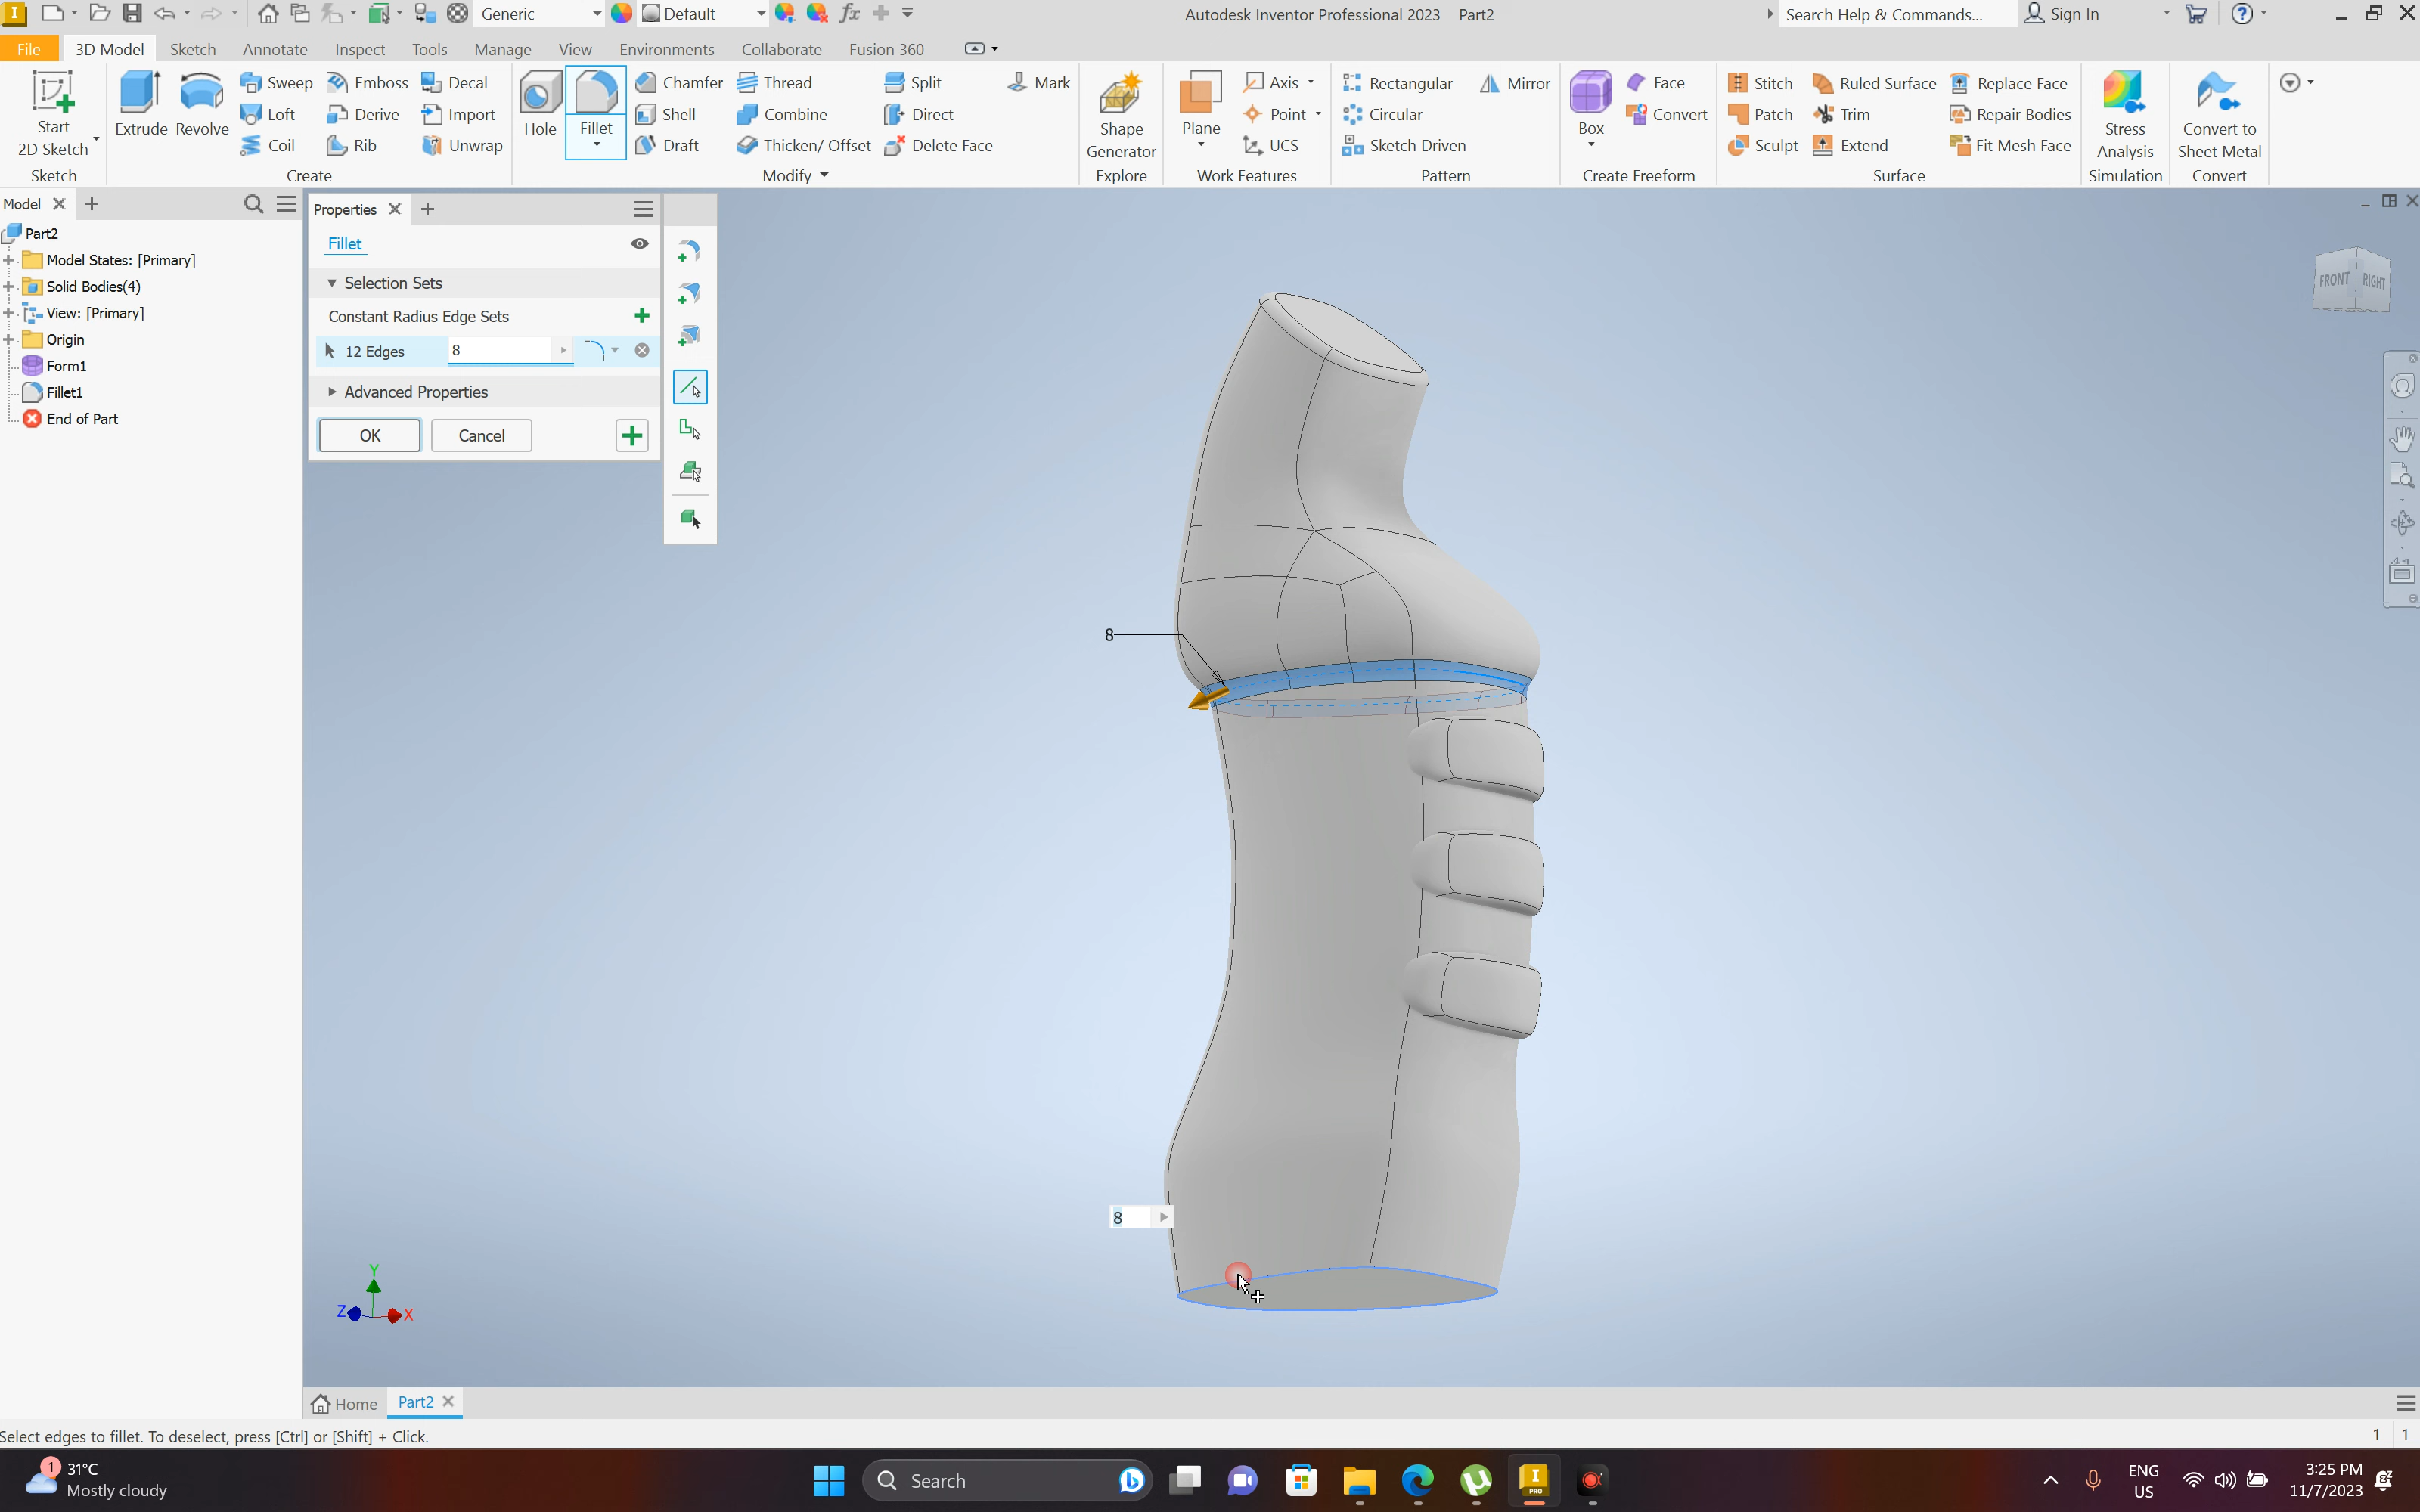 Generic
Default
Autodesk Inventor Professional 2023 Part2
Search Help & Commands...
Sign In
File 3D Model Sketch Annotate Inspect Tools Manage View Environments Collaborate Fusion 360
Start
2D Sketch
Sketch
Extrude
Revolve
Sweep
Emboss
Decal
Loft
Derive
Import
Coil
Rib
Unwrap
Create
Hole
Fillet
Chamfer
Thread
Split
Mark
Shell
Combine
Direct
Draft
Thicken/ Offset
Delete Face
Modify
Shape
Generator
Explore
Plane
Axis
Point
UCS
Work Features
Rectangular
Mirror
Circular
Sketch Driven
Pattern
Box
Face
Convert
Create Freeform
Stitch
Ruled Surface
Replace Face
Patch
Trim
Repair Bodies
Sculpt
Extend
Fit Mesh Face
Surface
Stress
Analysis
Simulation
Convert to
Sheet Metal
Convert
Model
Part2
Model States: [Primary]
Solid Bodies(4)
View: [Primary]
Origin
Form1
Fillet1
End of Part
Properties
Fillet
Selection Sets
Constant Radius Edge Sets
12 Edges 8
Advanced Properties
OK Cancel
FRONT RIGHT
8
8
Y
Z X
Home Part2
Select edges to fillet. To deselect, press [Ctrl] or [Shift] + Click.
1 1
1
31°C
Mostly cloudy
Search
PRO
ENG
US
3:25 PM
11/7/2023